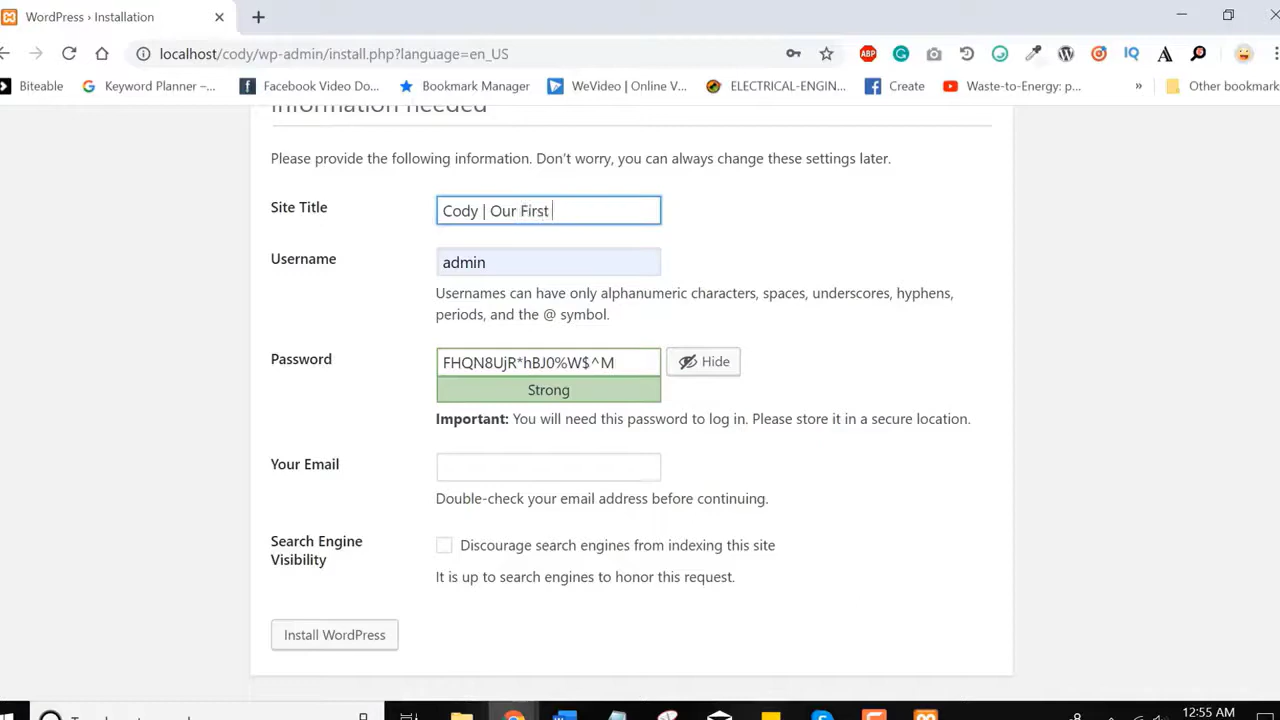 WordPress › Installation
localhost/cody/wp-admin/install.php?language=en_US
ABP
IQ
A
Biteable
Keyword Planner –...
Facebook Video Do...
Bookmark Manager
WeVideo | Online V...
ELECTRICAL-ENGIN...
Create
Waste-to-Energy: p...
»
Other bookmark
Information needed
Please provide the following information. Don't worry, you can always change these settings later.
Site Title
Cody | Our First
Username
admin
Usernames can have only alphanumeric characters, spaces, underscores, hyphens,
periods, and the @ symbol.
Password
FHQN8UjR*hBJ0%W$^M
Hide
Strong
Important: You will need this password to log in. Please store it in a secure location.
Your Email
Double-check your email address before continuing.
Search Engine
Visibility
Discourage search engines from indexing this site
It is up to search engines to honor this request.
Install WordPress
12:55 AM